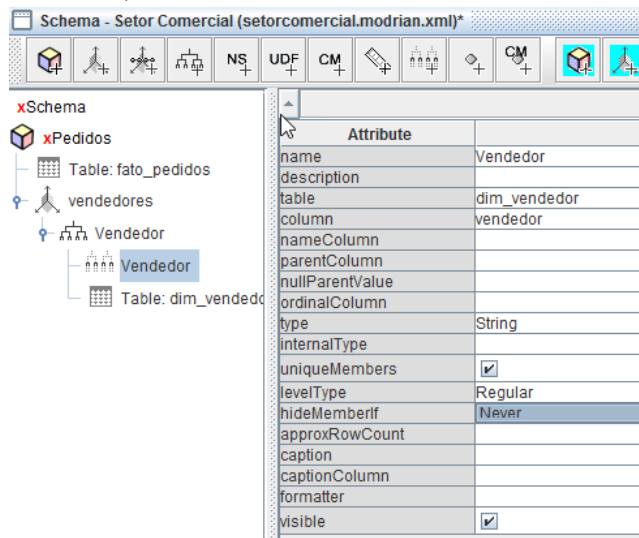 Schema - Setor Comercial (setorcomercial.modrian.xml)*
NS UDF CM CM
xSchema
xPedidos
Table: fato_pedidos
vendedores
Vendedor
Vendedor
Table: dim_vended
Attribute
name Vendedor
description
table dim_vendedor
column vendedor
nameColumn
parentColumn
nullParentValue
ordinalColumn
type String
internalType
uniqueMembers
levelType Regular
hideMemberIf Never
approxRowCount
caption
captionColumn
formatter
visible